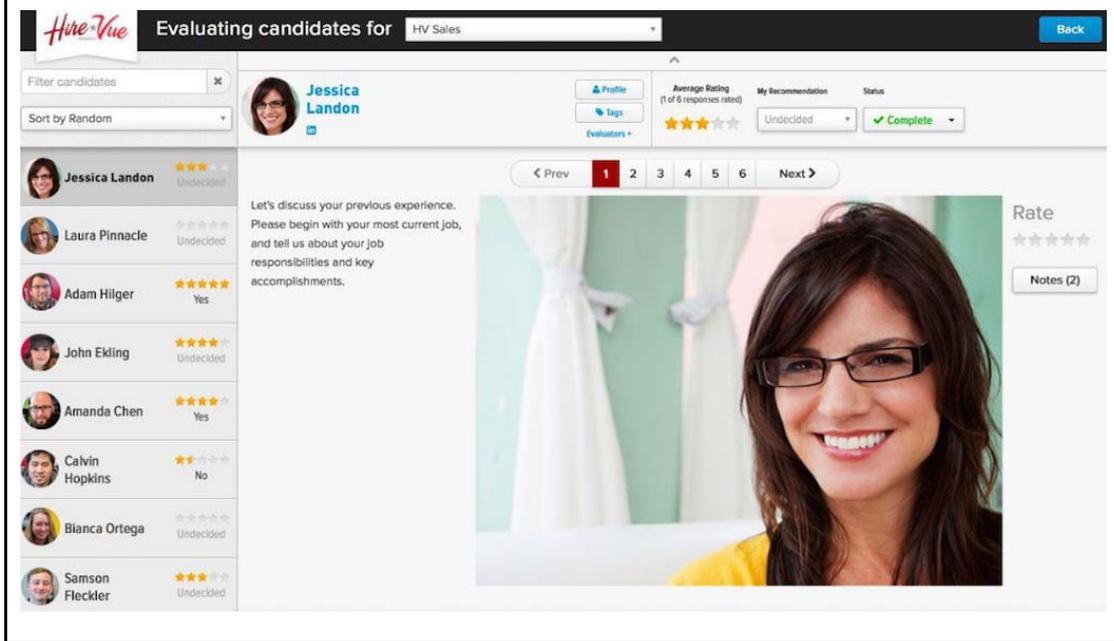 Hire Vue
Evaluating candidates for
HV Sales
Back
Filter candidates
Sort by Random
Jessica
Landon
Profile
Tags
Evaluators +
Average Rating
(1 of 6 responses rated)
My Recommendation
Undecided
Status
Complete
Jessica Landon
Undecided
Laura Pinnacle
Undecided
Adam Hilger
Yes
John Ekling
Undecided
Amanda Chen
Yes
Calvin
Hopkins
No
Bianca Ortega
Undecided
Samson
Fleckler
Undecided
Prev 1 2 3 4 5 6 Next
Let's discuss your previous experience.
Please begin with your most current job,
and tell us about your job
responsibilities and key
accomplishments.
Rate
Notes (2)